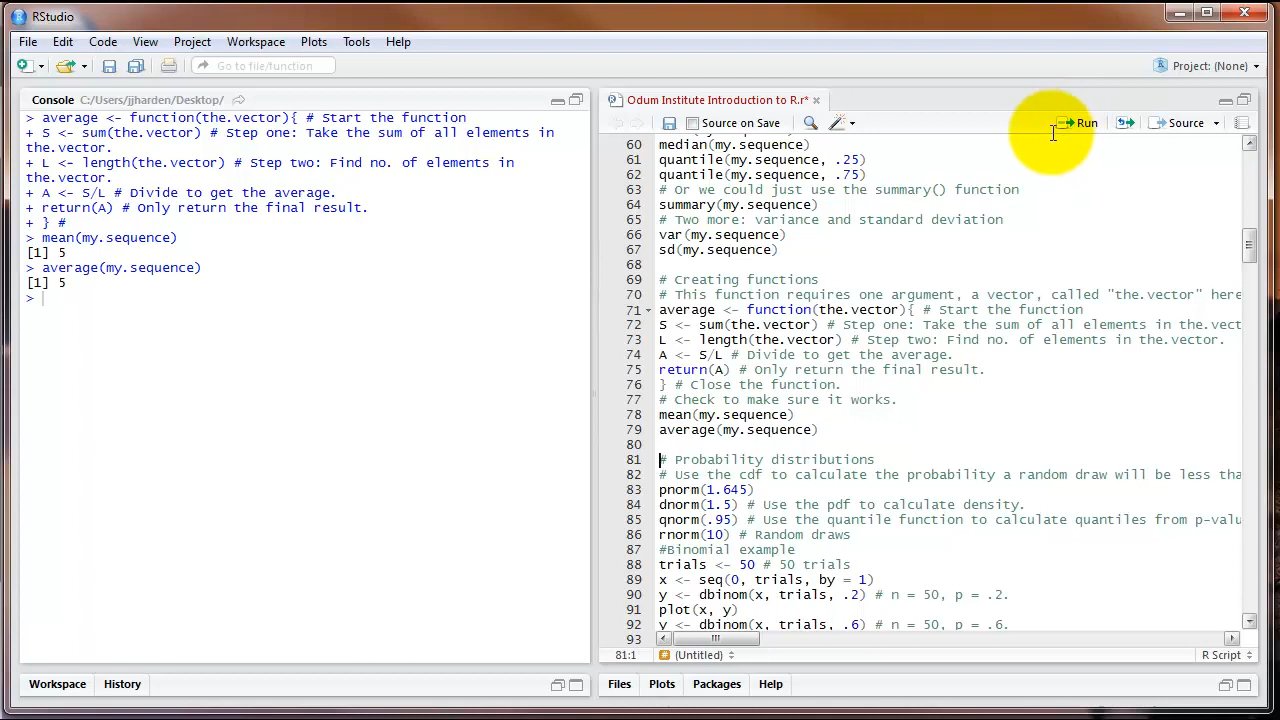 RStudio
File Edit Code View Project Workspace Plots Tools Help
Go to file/function
Project: (None)
Console C:/Users/jjharden/Desktop/
> average <- function(the.vector){ # Start the function
+ S <- sum(the.vector) # Step one: Take the sum of all elements in
the.vector.
+ L <- length(the.vector) # Step two: Find no. of elements in
the.vector.
+ A <- S/L # Divide to get the average.
+ return(A) # Only return the final result.
+ } #
> mean(my.sequence)
[1] 5
> average(my.sequence)
[1] 5
>
Workspace History
Odum Institute Introduction to R.r*
Source on Save
Run
Source
60 median(my.sequence)
61 quantile(my.sequence, .25)
62 quantile(my.sequence, .75)
63 # Or we could just use the summary() function
64 summary(my.sequence)
65 # Two more: variance and standard deviation
66 var(my.sequence)
67 sd(my.sequence)
68
69 # Creating functions
70 # This function requires one argument, a vector, called "the.vector" here
71 average <- function(the.vector){ # Start the function
72 S <- sum(the.vector) # Step one: Take the sum of all elements in the.vect
73 L <- length(the.vector) # Step two: Find no. of elements in the.vector.
74 A <- S/L # Divide to get the average.
75 return(A) # Only return the final result.
76 } # Close the function.
77 # Check to make sure it works.
78 mean(my.sequence)
79 average(my.sequence)
80
81 # Probability distributions
82 # Use the cdf to calculate the probability a random draw will be less tha
83 pnorm(1.645)
84 dnorm(1.5) # Use the pdf to calculate density.
85 qnorm(.95) # Use the quantile function to calculate quantiles from p-valu
86 rnorm(10) # Random draws
87 #Binomial example
88 trials <- 50 # 50 trials
89 x <- seq(0, trials, by = 1)
90 y <- dbinom(x, trials, .2) # n = 50, p = .2.
91 plot(x, y)
92 y <- dbinom(x, trials, .6) # n = 50, p = .6.
93
81:1 (Untitled) R Script
Files Plots Packages Help